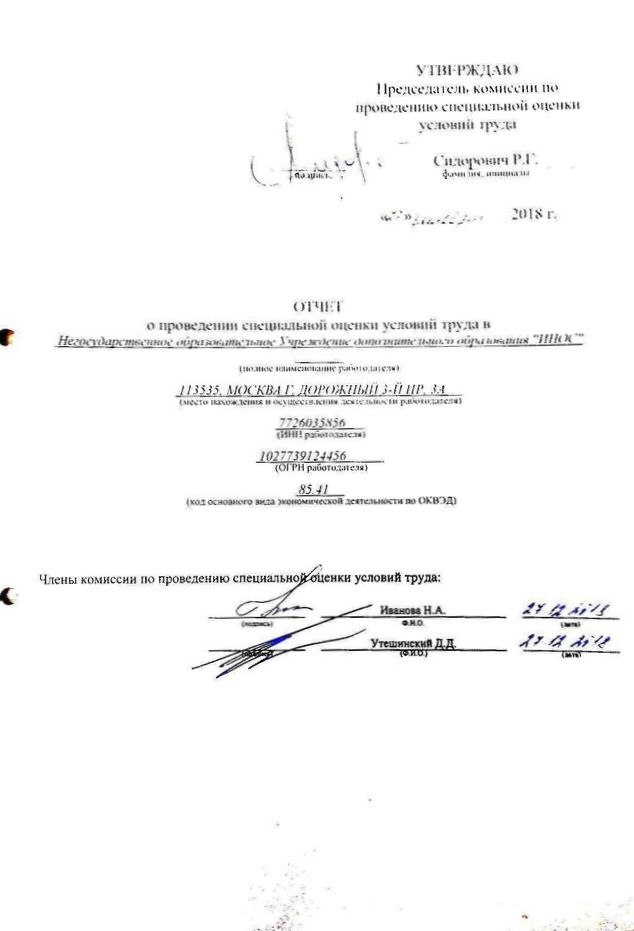 УТВЕРЖДАЮ
Председатель комиссии по
проведению специальной оценки
условий труда
Сидорович Р.Г.
подпись, фамилия, инициалы
2018 г.
ОТЧЕТ
о проведении специальной оценки условий труда в
Негосударственное образовательное Учреждение дополнительного образования "ИНОС"
(полное наименование работодателя)
113535, МОСКВА Г, ДОРОЖНЫЙ 3-Й ПР, 3А
(место нахождения и осуществления деятельности работодателя)
7726035856
(ИНН работодателя)
1027739124456
(ОГРН работодателя)
85.41
(код основного вида экономической деятельности по ОКВЭД)
Члены комиссии по проведению специальной оценки условий труда:
Иванова Н.А. 27 12 2018
(подпись) Ф.И.О. (дата)
Утешинский Д.Д. 27 12 2018
(Ф.И.О.) (дата)